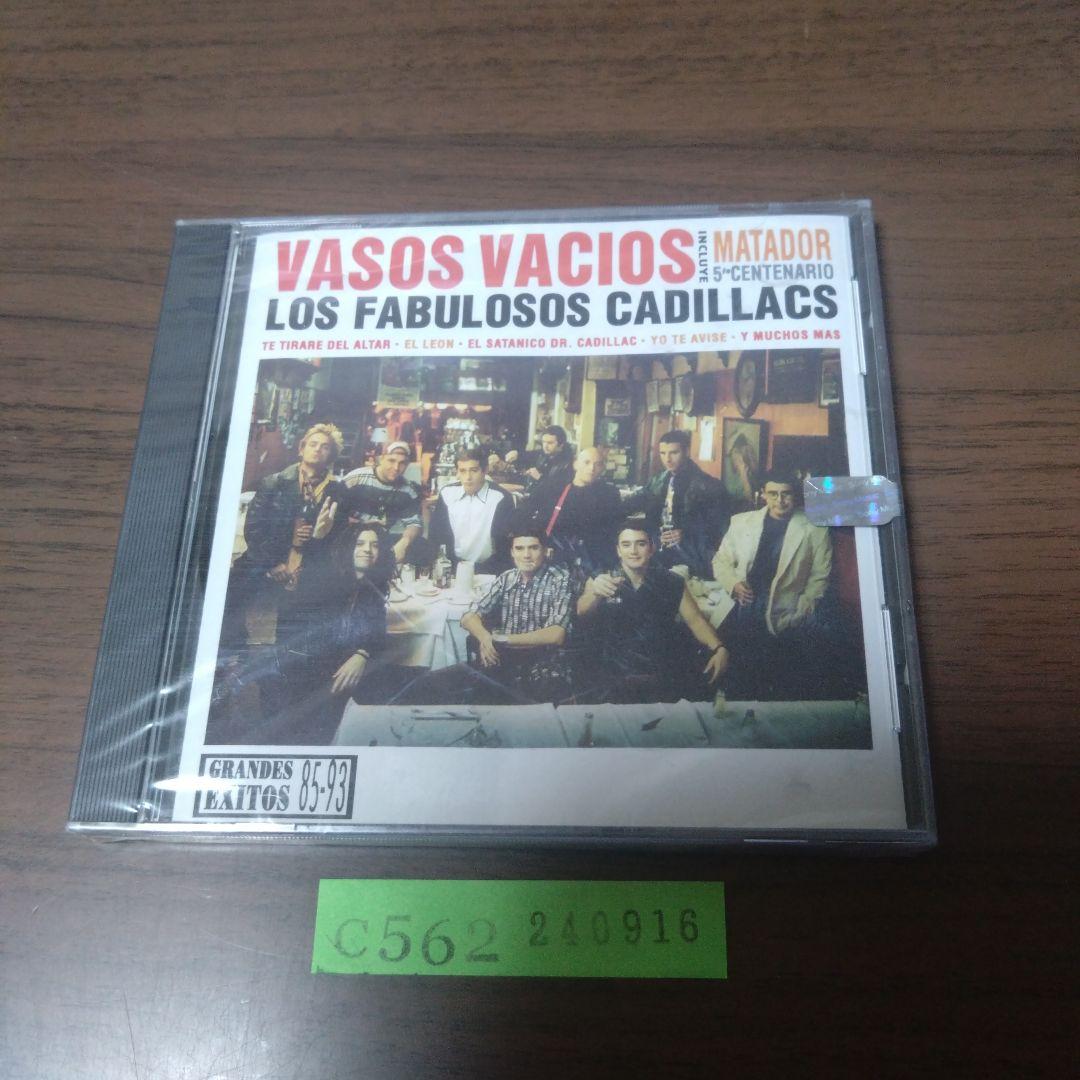 VASOS VACIOS
INCLUYE
MATADOR
5to CENTENARIO
LOS FABULOSOS CADILLACS
TE TIRARE DEL ALTAR - EL LEON - EL SATANICO DR. CADILLAC - YO TE AVISE - Y MUCHOS MAS
GRANDES
EXITOS
85-93
C562 240916